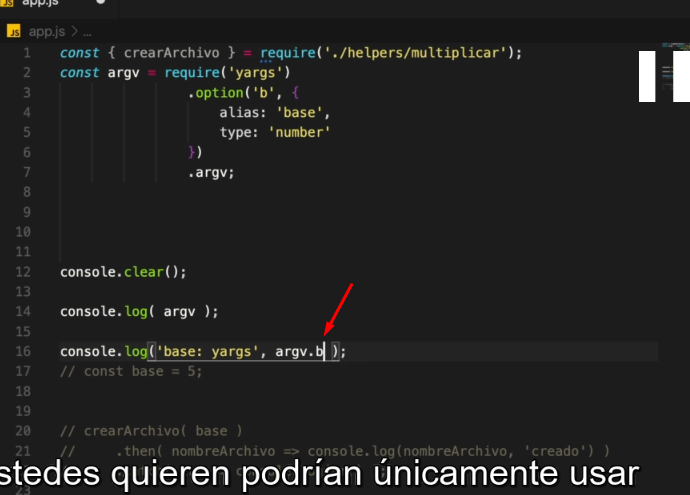 app.js
JS app.js > ...
1 const { crearArchivo } = require('./helpers/multiplicar');
2 const argv = require('yargs')
3 .option('b', {
4 alias: 'base',
5 type: 'number'
6 })
7 .argv;
8
9
10
11
12 console.clear();
13
14 console.log( argv );
15
16 console.log('base: yargs', argv.b );
17 // const base = 5;
18
19
20 // crearArchivo( base )
21 // .then( nombreArchivo => console.log(nombreArchivo, 'creado') )
stedes quieren podrían únicamente usar